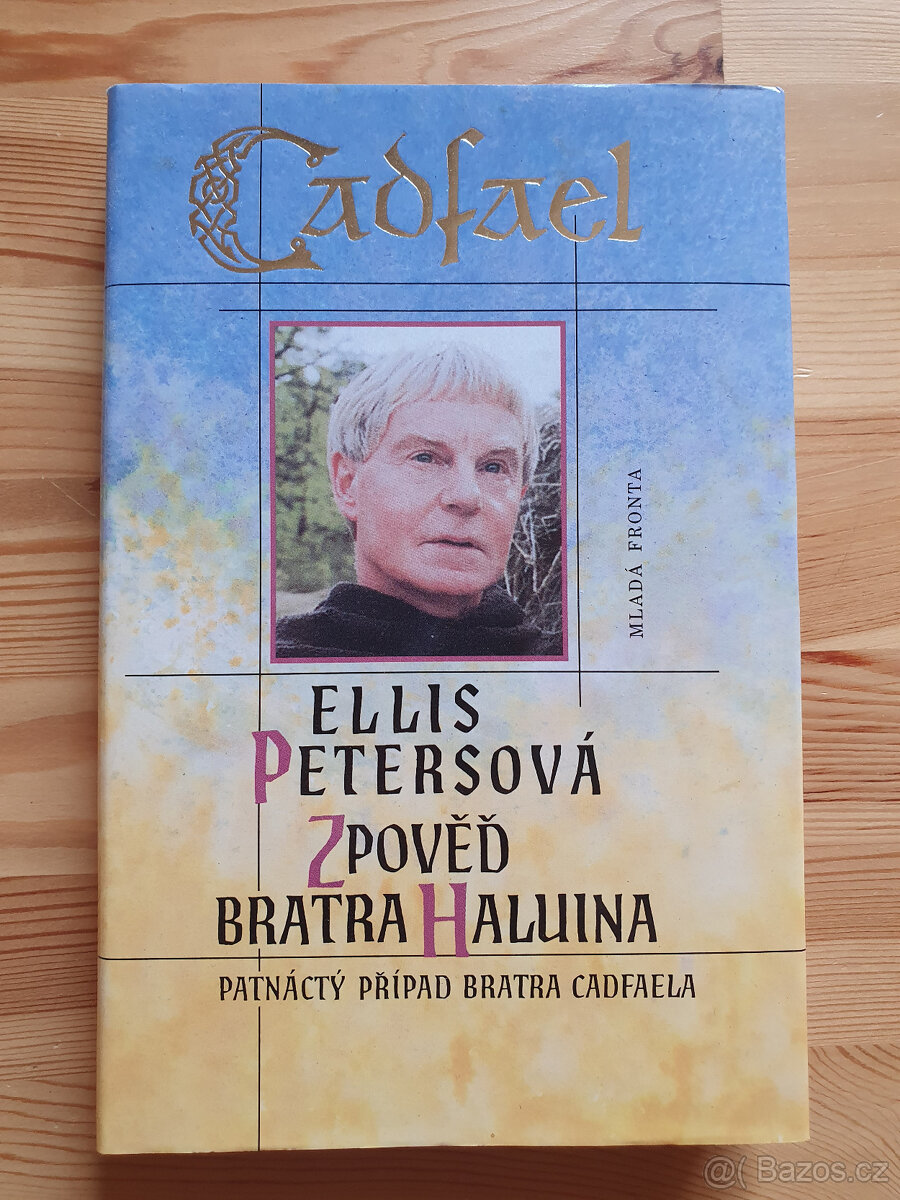 Cadfael
MLADÁ FRONTA
ELLIS
PETERSOVÁ
ZPOVĚĎ
BRATRA HALUINA
PATNÁCTÝ PŘÍPAD BRATRA CADFAELA
@( Bazos.cz